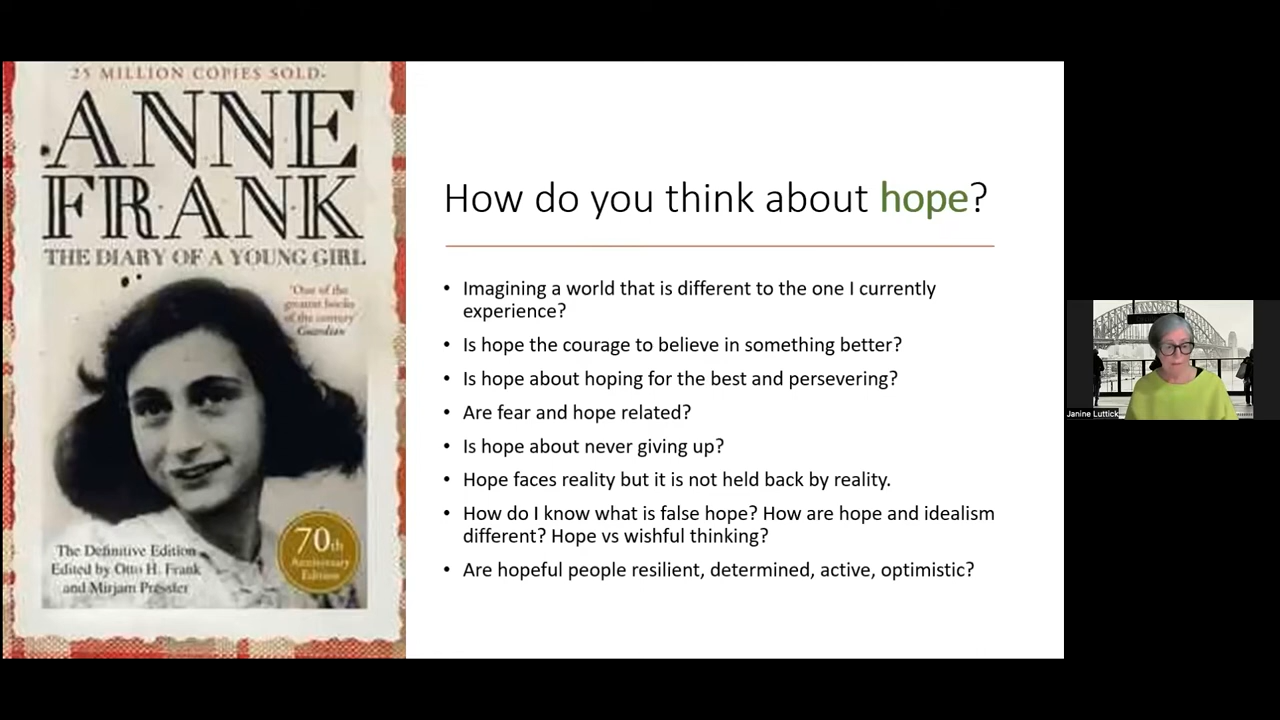 25 MILLION COPIES SOLD
ANNE
FRANK
THE DIARY OF A YOUNG GIRL
'One of the
greatest books
of the century'
Guardian
70th
Anniversary
Edition
The Definitive Edition
Edited by Otto H. Frank
and Mirjam Pressler
How do you think about hope?
• Imagining a world that is different to the one I currently
experience?
• Is hope the courage to believe in something better?
• Is hope about hoping for the best and persevering?
• Are fear and hope related?
• Is hope about never giving up?
• Hope faces reality but it is not held back by reality.
• How do I know what is false hope? How are hope and idealism
different? Hope vs wishful thinking?
• Are hopeful people resilient, determined, active, optimistic?
Janine Luttick